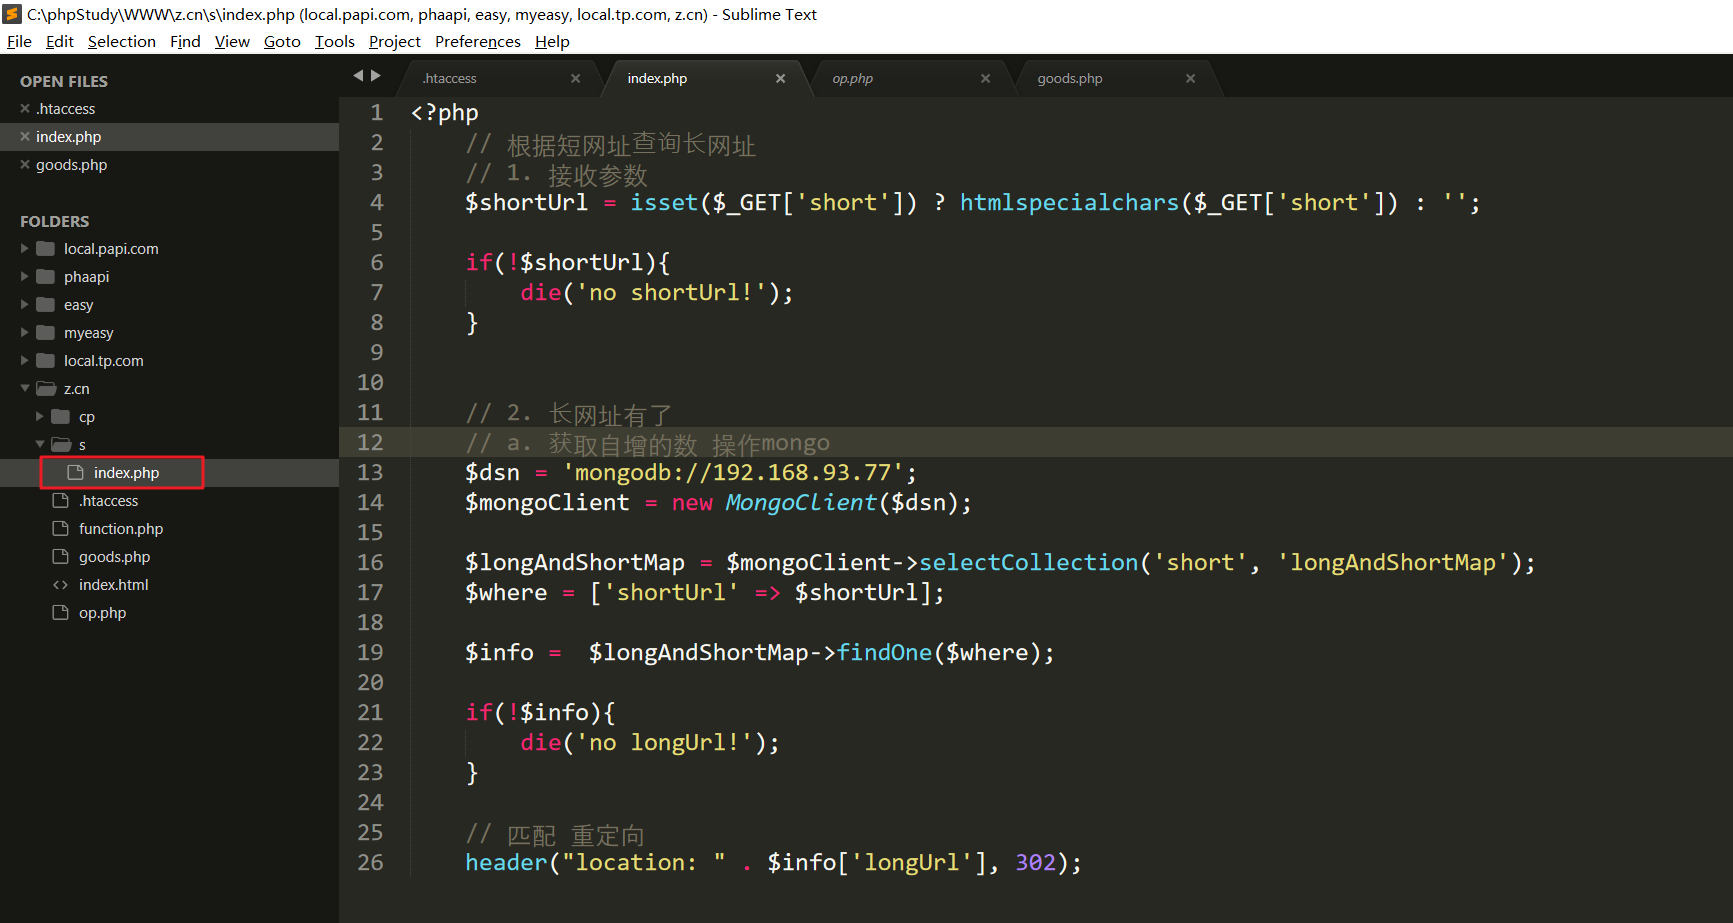 C:\phpStudy\WWW\z.cn\s\index.php (local.papi.com, phaapi, easy, myeasy, local.tp.com, z.cn) - Sublime Text
File Edit Selection Find View Goto Tools Project Preferences Help
OPEN FILES
.htaccess
index.php
goods.php
FOLDERS
local.papi.com
phaapi
easy
myeasy
local.tp.com
z.cn
cp
s
index.php
.htaccess
function.php
goods.php
index.html
op.php
.htaccess index.php op.php goods.php
1 <?php
2 // 根据短网址查询长网址
3 // 1. 接收参数
4 $shortUrl = isset($_GET['short']) ? htmlspecialchars($_GET['short']) : '';
5
6 if(!$shortUrl){
7 die('no shortUrl!');
8 }
9
10
11 // 2. 长网址有了
12 // a. 获取自增的数 操作mongo
13 $dsn = 'mongodb://192.168.93.77';
14 $mongoClient = new MongoClient($dsn);
15
16 $longAndShortMap = $mongoClient->selectCollection('short', 'longAndShortMap');
17 $where = ['shortUrl' => $shortUrl];
18
19 $info =  $longAndShortMap->findOne($where);
20
21 if(!$info){
22 die('no longUrl!');
23 }
24
25 // 匹配 重定向
26 header("location: " . $info['longUrl'], 302);